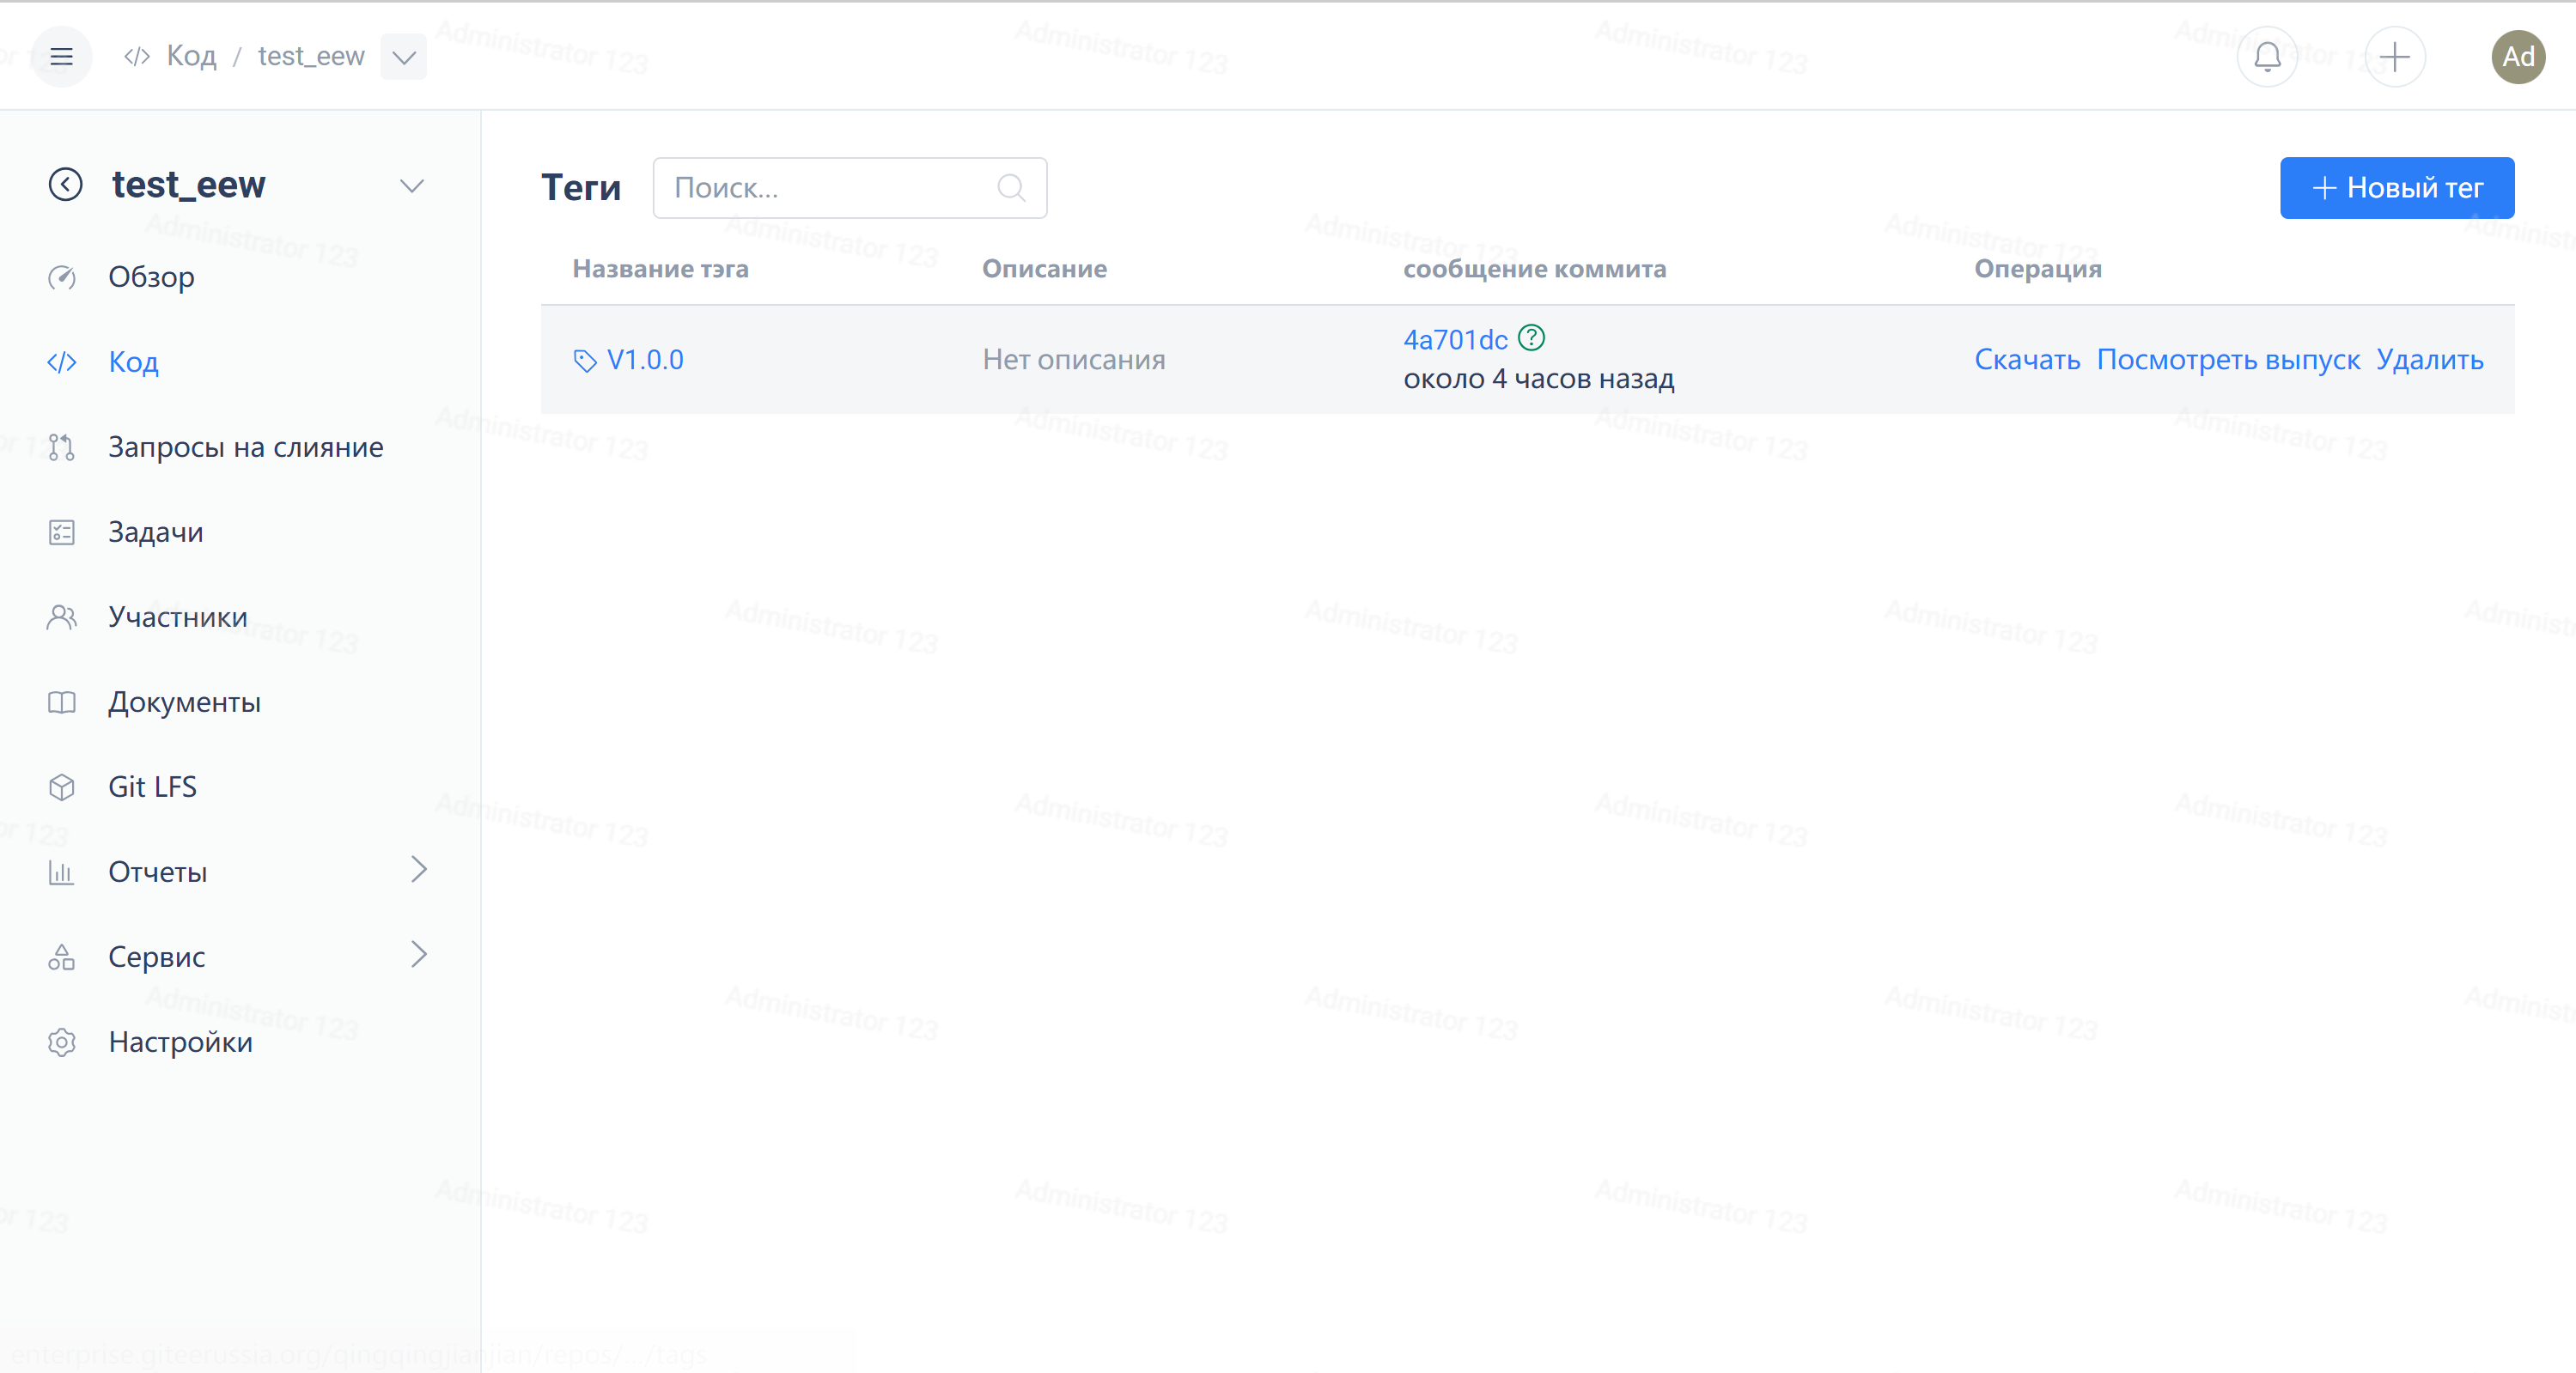 Код / test_eew
Ad
test_eew
Обзор
Код
Запросы на слияние
Задачи
Участники
Документы
Git LFS
Отчеты
Сервис
Настройки
Теги
Поиск...
Новый тег
Название тэга Описание сообщение коммита Операция
V1.0.0 Нет описания 4a701dc Скачать Посмотреть выпуск Удалить
около 4 часов назад
Administrator 123
enterprise.giteerussia.org/qingqingjianjian/repos/.../tags